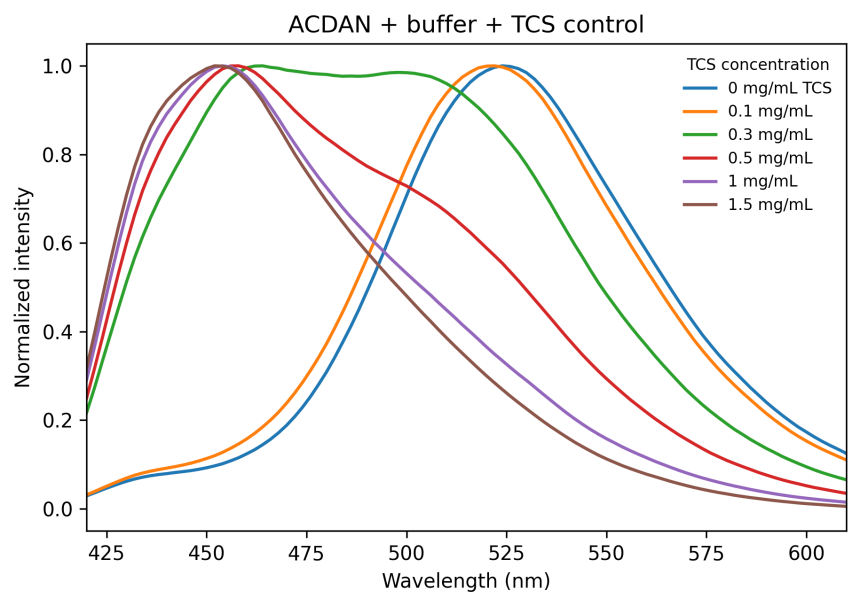 ACDAN + buffer + TCS control
Normalized intensity
1.0
0.8
0.6
0.4
0.2
0.0
TCS concentration
0 mg/mL TCS
0.1 mg/mL
0.3 mg/mL
0.5 mg/mL
1 mg/mL
1.5 mg/mL
425 450 475 500 525 550 575 600
Wavelength (nm)